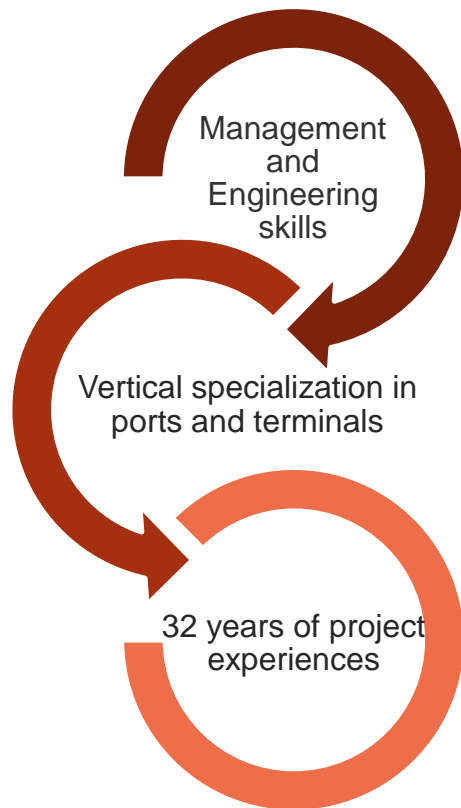 Management
and
Engineering
skills
Vertical specialization in
ports and terminals
32 years of project
experiences